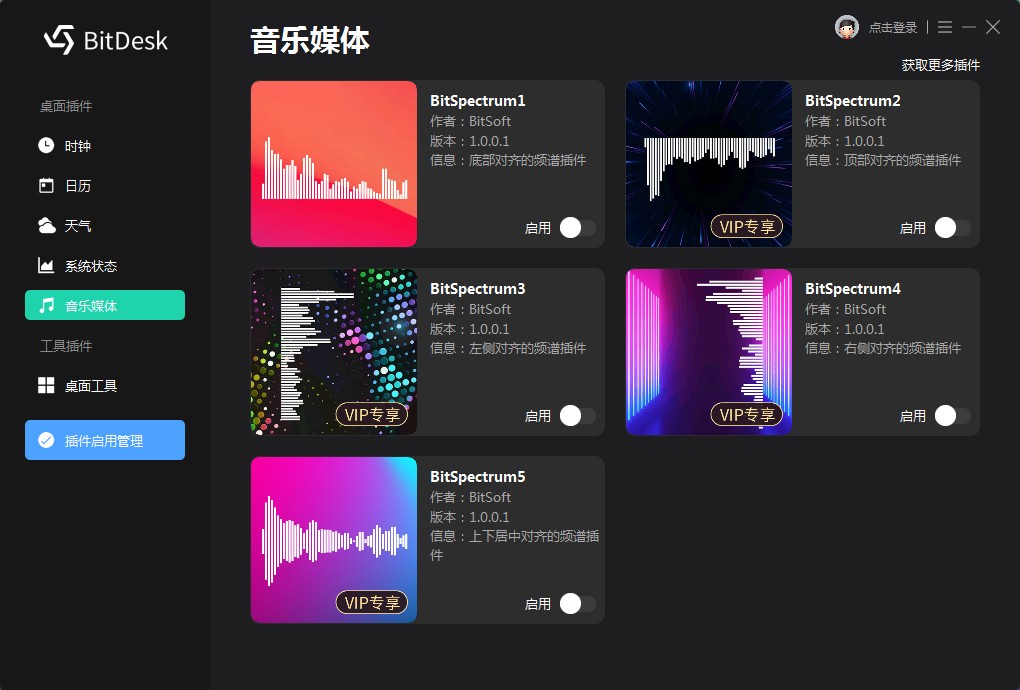 BitDesk
桌面插件
时钟
日历
天气
系统状态
音乐媒体
工具插件
桌面工具
插件启用管理
音乐媒体
点击登录
获取更多插件
BitSpectrum1
作者：BitSoft
版本：1.0.0.1
信息：底部对齐的频谱插件
启用
BitSpectrum2
作者：BitSoft
版本：1.0.0.1
信息：顶部对齐的频谱插件
VIP专享
启用
BitSpectrum3
作者：BitSoft
版本：1.0.0.1
信息：左侧对齐的频谱插件
VIP专享
启用
BitSpectrum4
作者：BitSoft
版本：1.0.0.1
信息：右侧对齐的频谱插件
VIP专享
启用
BitSpectrum5
作者：BitSoft
版本：1.0.0.1
信息：上下居中对齐的频谱插
件
VIP专享
启用